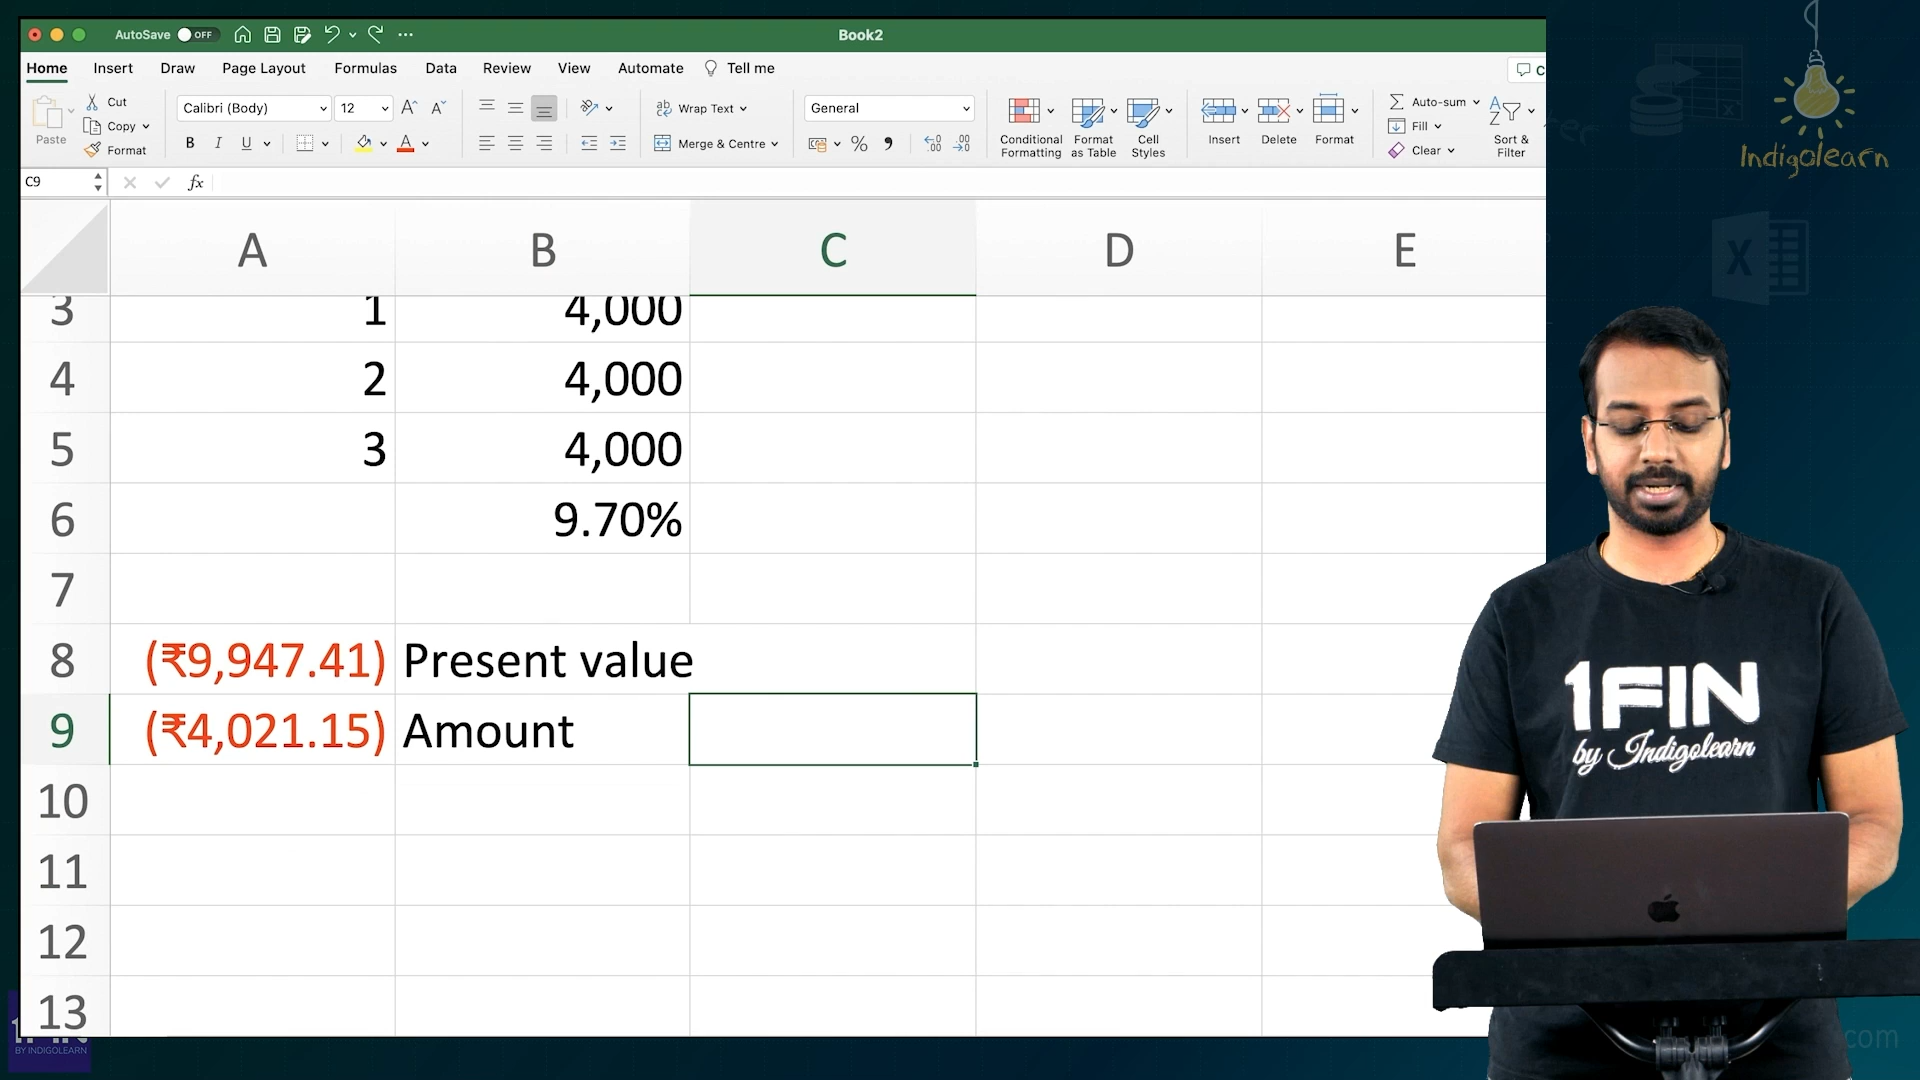 AutoSave OFF Book2
Home Insert Draw Page Layout Formulas Data Review View Automate Tell me C
Paste Cut Copy Format
Calibri (Body) 12
B I U A
Wrap Text
Merge & Centre
General
%
Conditional Formatting Format as Table Cell Styles
Insert Delete Format
Auto-sum Fill Clear
Sort & Filter
C9 fx
A B C D E
3 1 4,000
4 2 4,000
5 3 4,000
6 9.70%
7
8 (₹9,947.41) Present value
9 (₹4,021.15) Amount
10
11
12
13
Indigolearn
X
1FIN
by Indigolearn
BY INDIGOLEARN
.com